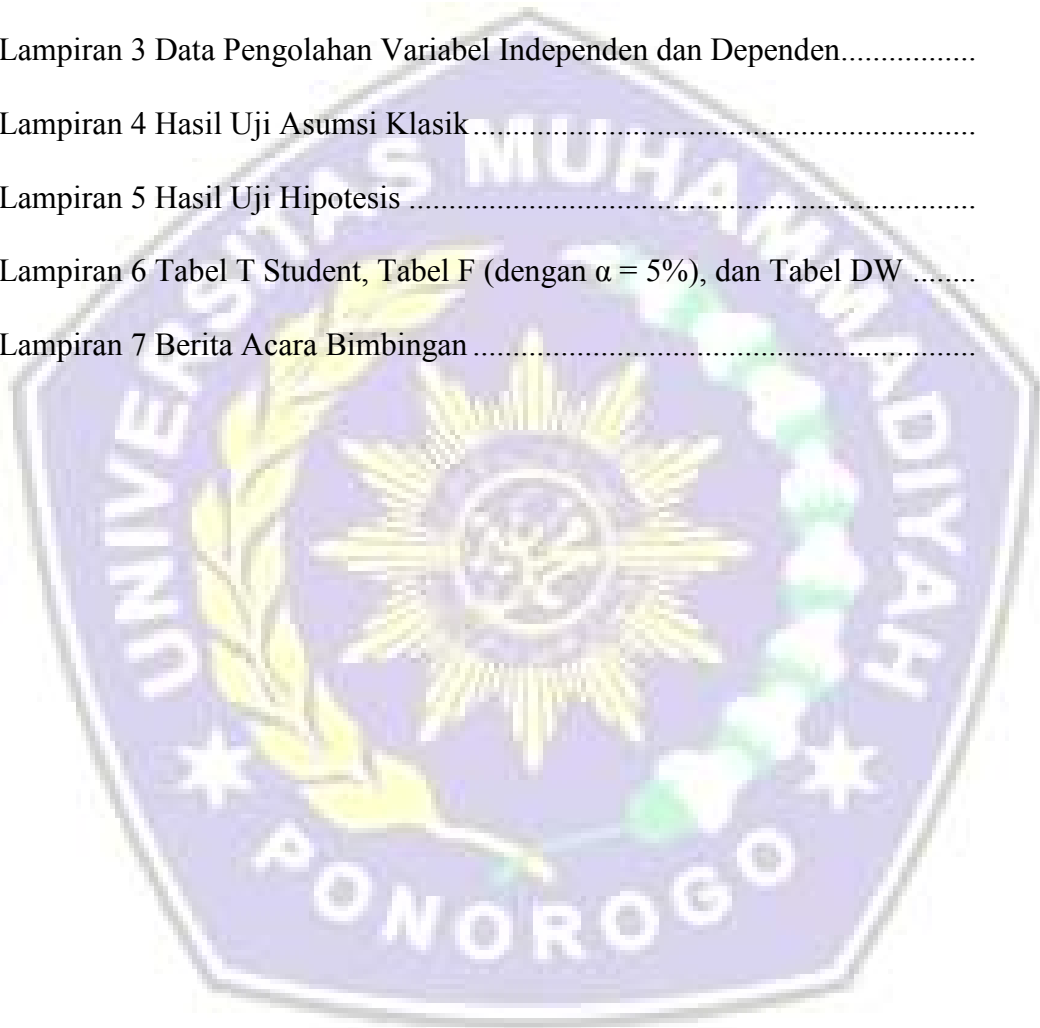 Lampiran 3 Data Pengolahan Variabel Independen dan Dependen.................
Lampiran 4 Hasil Uji Asumsi Klasik.................................................................
Lampiran 5 Hasil Uji Hipotesis .........................................................................
Lampiran 6 Tabel T Student, Tabel F (dengan α = 5%), dan Tabel DW ........
Lampiran 7 Berita Acara Bimbingan.................................................................
UNIVERSITAS MUHAMMADIYAH
PONOROGO